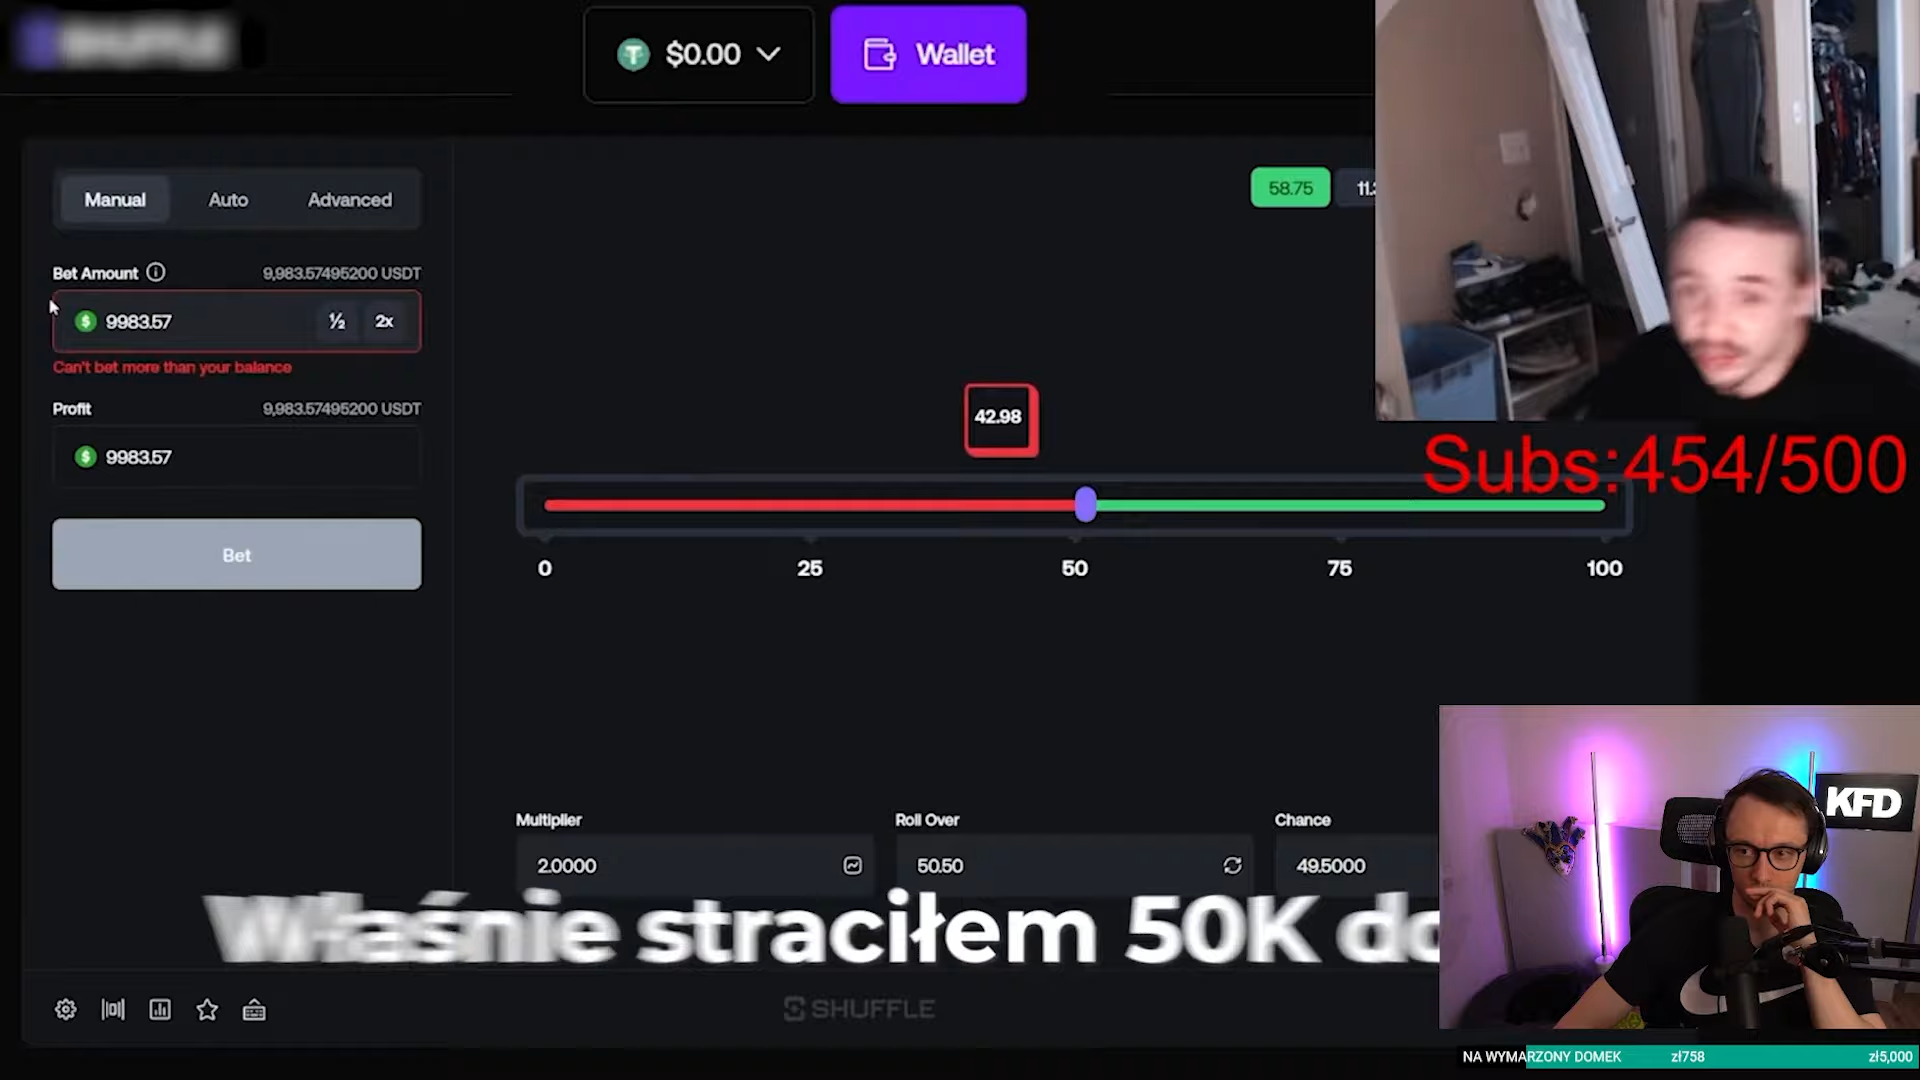 SHUFFLE
$0.00
Wallet
Manual
Auto
Advanced
58.75
Bet Amount
9,983.57495200 USDT
9983.57
½
2x
Can't bet more than your balance
Profit
9,983.57495200 USDT
9983.57
Bet
42.98
Subs:454/500
0
25
50
75
100
Multiplier
Roll Over
Chance
2.0000
50.50
49.5000
KFD
Właśnie straciłem 50K do
SHUFFLE
NA WYMARZONY DOMEK
zł758
zł5,000